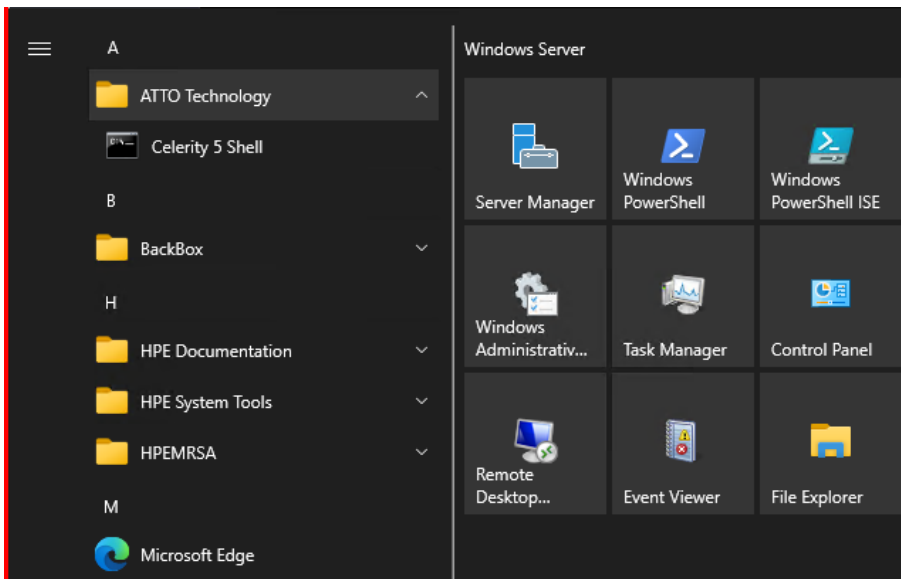 A
ATTO Technology
Celerity 5 Shell
B
BackBox
H
HPE Documentation
HPE System Tools
HPEMRSA
M
Microsoft Edge
Windows Server
Server Manager
Windows
PowerShell
Windows
PowerShell ISE
Windows
Administrativ...
Task Manager
Control Panel
Remote
Desktop...
Event Viewer
File Explorer